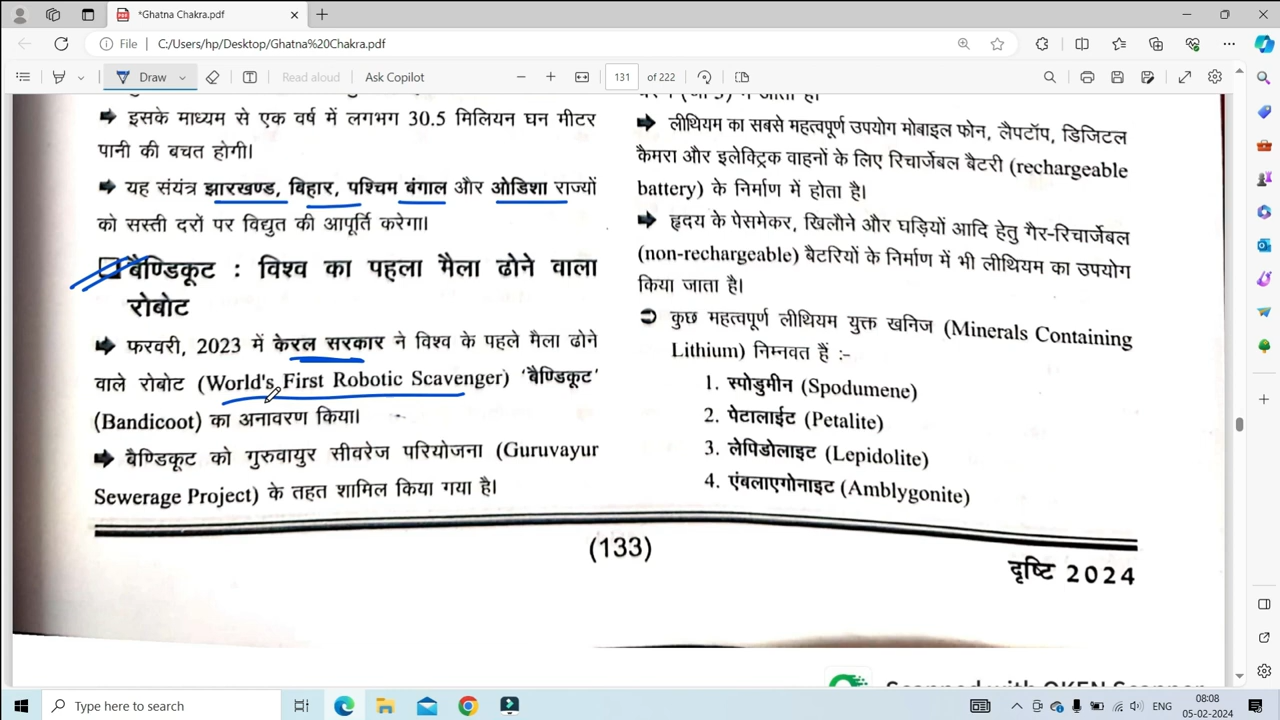 *Ghatna Chakra.pdf
File
C:/Users/hp/Desktop/Ghatna%20Chakra.pdf
Draw
Read aloud
Ask Copilot
131
of 222
➡ इसके माध्यम से एक वर्ष में लगभग 30.5 मिलियन घन मीटर
पानी की बचत होगी।
➡ यह संयंत्र झारखण्ड, बिहार, पश्चिम बंगाल और ओडिशा राज्यों
को सस्ती दरों पर विद्युत की आपूर्ति करेगा।
❑ बैण्डिकूट : विश्व का पहला मैला ढोने वाला
रोबोट
➡ फरवरी, 2023 में केरल सरकार ने विश्व के पहले मैला ढोने
वाले रोबोट (World's First Robotic Scavenger) ‘बैण्डिकूट’
(Bandicoot) का अनावरण किया।
➡ बैण्डिकूट को गुरुवायुर सीवरेज परियोजना (Guruvayur
Sewerage Project) के तहत शामिल किया गया है।
➡ लीथियम का सबसे महत्वपूर्ण उपयोग मोबाइल फोन, लैपटॉप, डिजिटल
कैमरा और इलेक्ट्रिक वाहनों के लिए रिचार्जेबल बैटरी (rechargeable
battery) के निर्माण में होता है।
➡ हृदय के पेसमेकर, खिलौने और घड़ियों आदि हेतु गैर-रिचार्जेबल
(non-rechargeable) बैटरियों के निर्माण में भी लीथियम का उपयोग
किया जाता है।
➲ कुछ महत्वपूर्ण लीथियम युक्त खनिज (Minerals Containing
Lithium) निम्नवत हैं :-
1. स्पोडुमीन (Spodumene)
2. पेटालाईट (Petalite)
3. लेपिडोलाइट (Lepidolite)
4. एंबलाएगोनाइट (Amblygonite)
(133)
दृष्टि 2024
Type here to search
ENG
08:08
05-02-2024